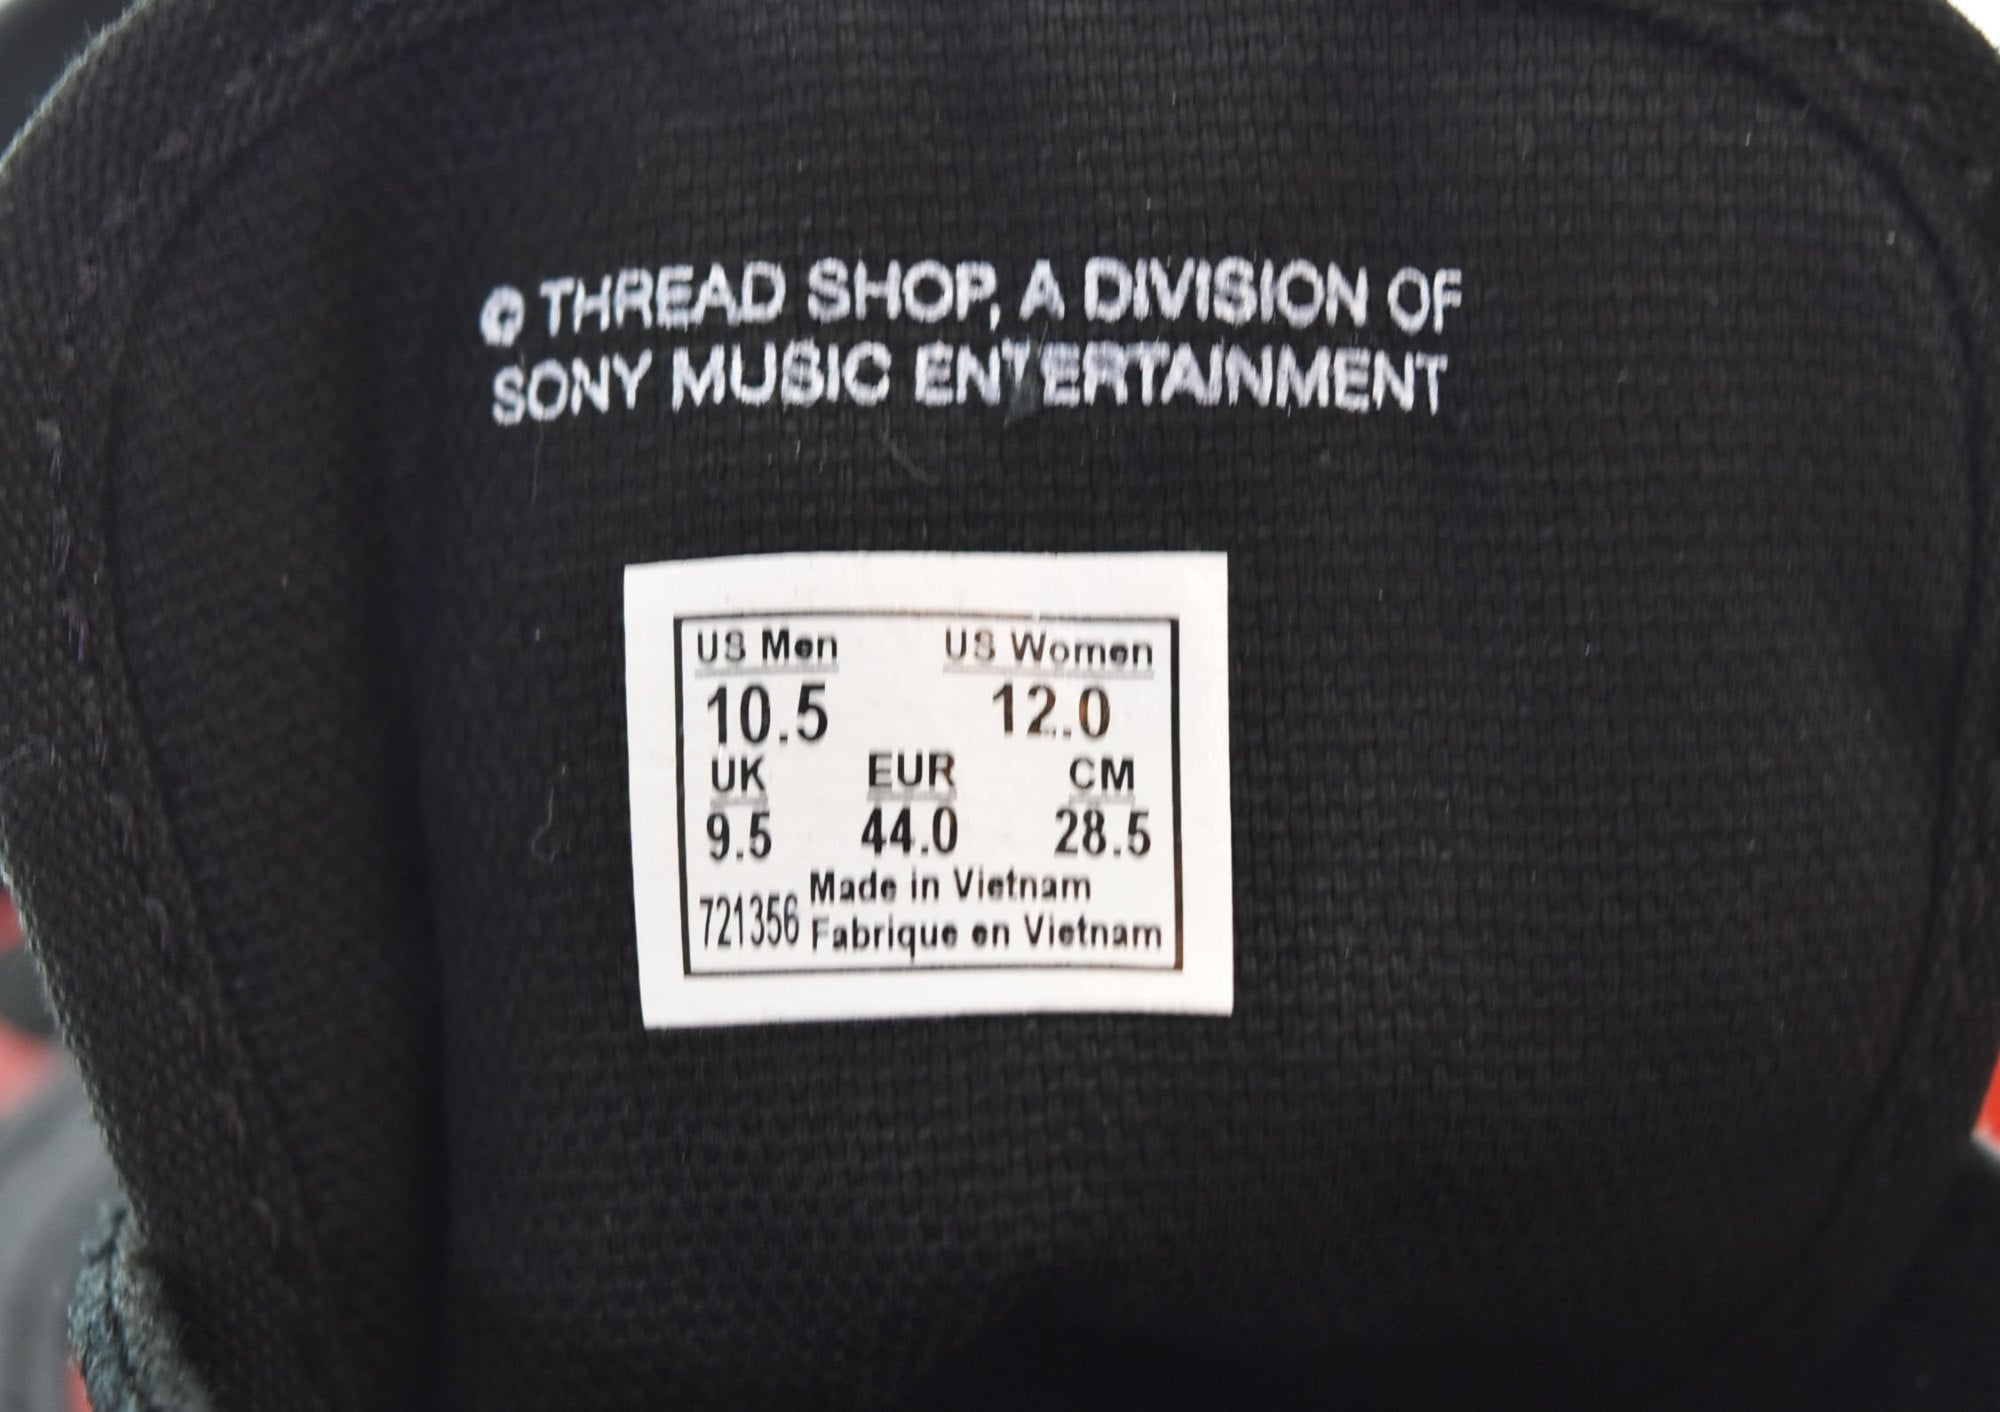 © THREAD SHOP, A DIVISION OF
SONY MUSIC ENTERTAINMENT
US Men US Women
10.5 12.0
UK EUR CM
9.5 44.0 28.5
721356 Made in Vietnam
Fabrique en Vietnam